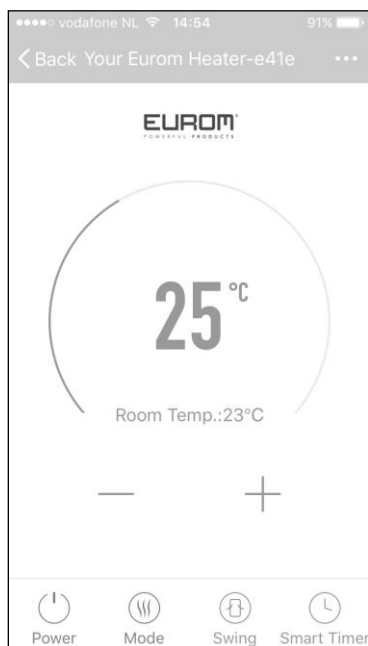 vodafone NL 14:54 91%
Back Your Eurom Heater-e41e
EUROM
POWERFUL PRODUCTS
25 °C
Room Temp.:23°C
Power Mode Swing Smart Timer